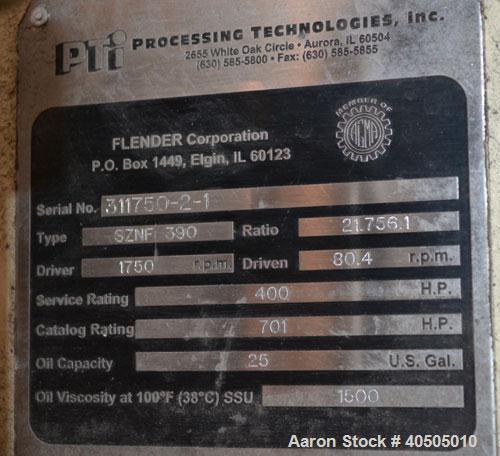 PTi PROCESSING TECHNOLOGIES, Inc.
2655 White Oak Circle • Aurora, IL 60504
(630) 585-5800 • Fax: (630) 585-5855
MEMBER OF
AGMA
FLENDER Corporation
P.O. Box 1449, Elgin, IL 60123
Serial No. 311750-2-1
Type SZNF 390 Ratio 21.756.1
Driver 1750 r.p.m. Driven 80.4 r.p.m.
Service Rating 400 H.P.
Catalog Rating 701 H.P.
Oil Capacity 25 U.S. Gal.
Oil Viscosity at 100°F (38°C) SSU 1500
Aaron Stock # 40505010